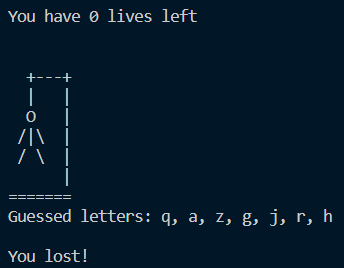 You have 0 lives left
  +---+
  |   |
  O   |
 /|\  |
 / \  |
      |
=======
Guessed letters: q, a, z, g, j, r, h
You lost!